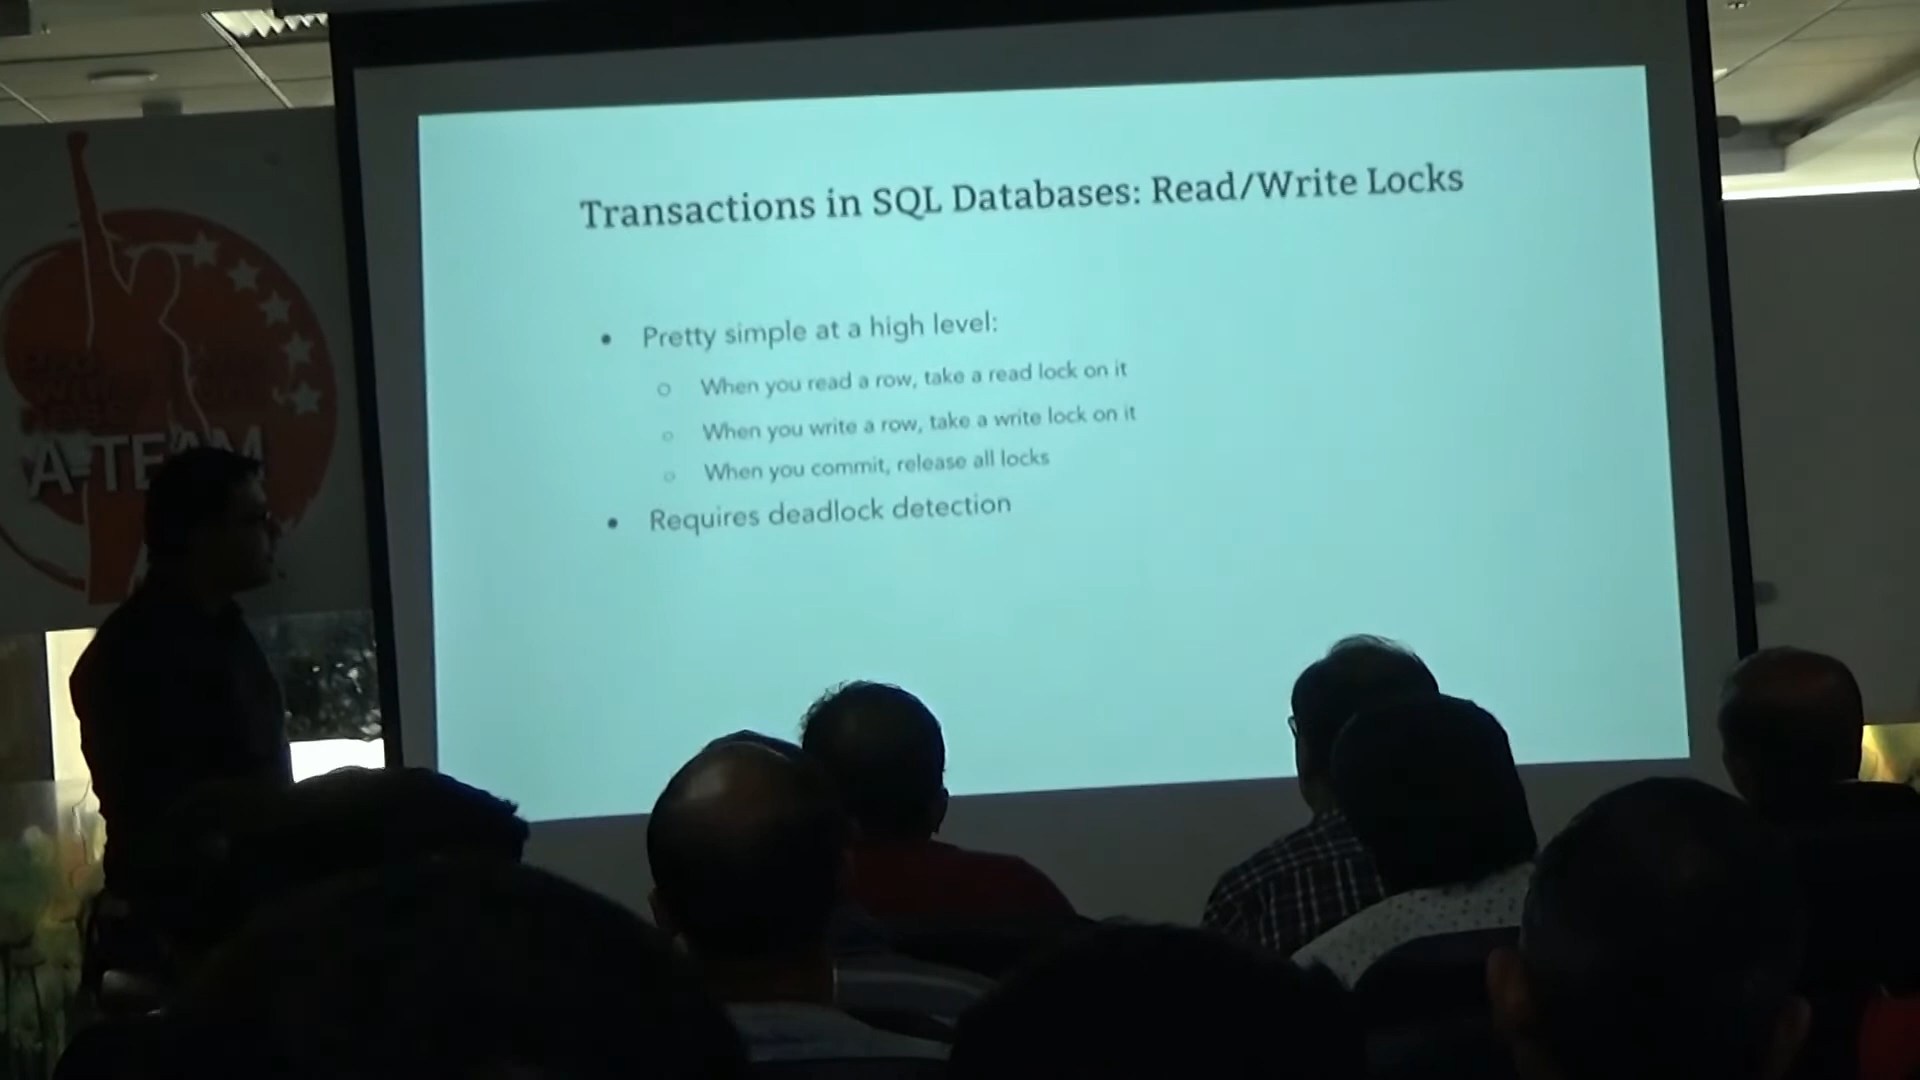 Transactions in SQL Databases: Read/Write Locks
• Pretty simple at a high level:
○ When you read a row, take a read lock on it
○ When you write a row, take a write lock on it
○ When you commit, release all locks
• Requires deadlock detection
A-TEAM